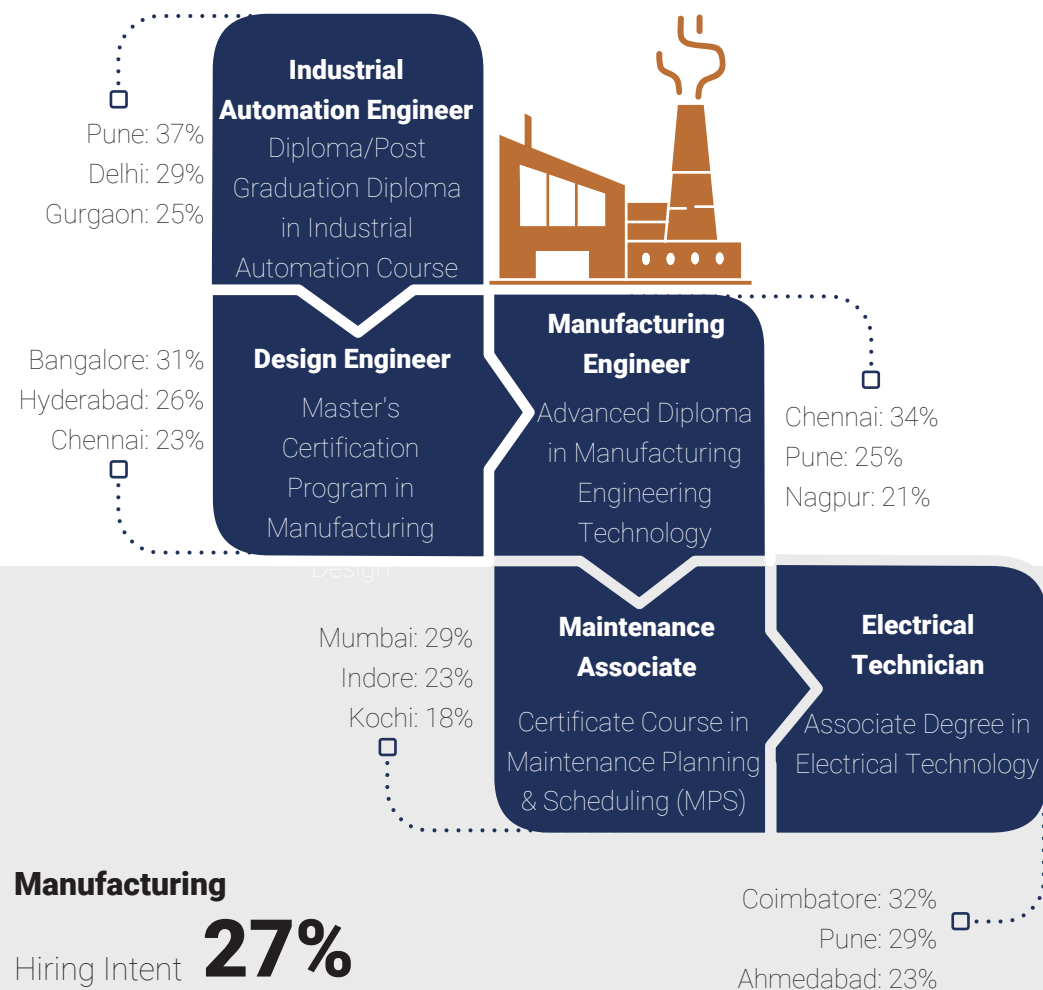 Industrial
Automation Engineer
Diploma/Post
Graduation Diploma
in Industrial
Automation Course
Pune: 37%
Delhi: 29%
Gurgaon: 25%
Design Engineer
Master's
Certification
Program in
Manufacturing
Design
Bangalore: 31%
Hyderabad: 26%
Chennai: 23%
Manufacturing
Engineer
Advanced Diploma
in Manufacturing
Engineering
Technology
Chennai: 34%
Pune: 25%
Nagpur: 21%
Maintenance
Associate
Certificate Course in
Maintenance Planning
& Scheduling (MPS)
Mumbai: 29%
Indore: 23%
Kochi: 18%
Electrical
Technician
Associate Degree in
Electrical Technology
Coimbatore: 32%
Pune: 29%
Ahmedabad: 23%
Manufacturing
Hiring Intent 27%